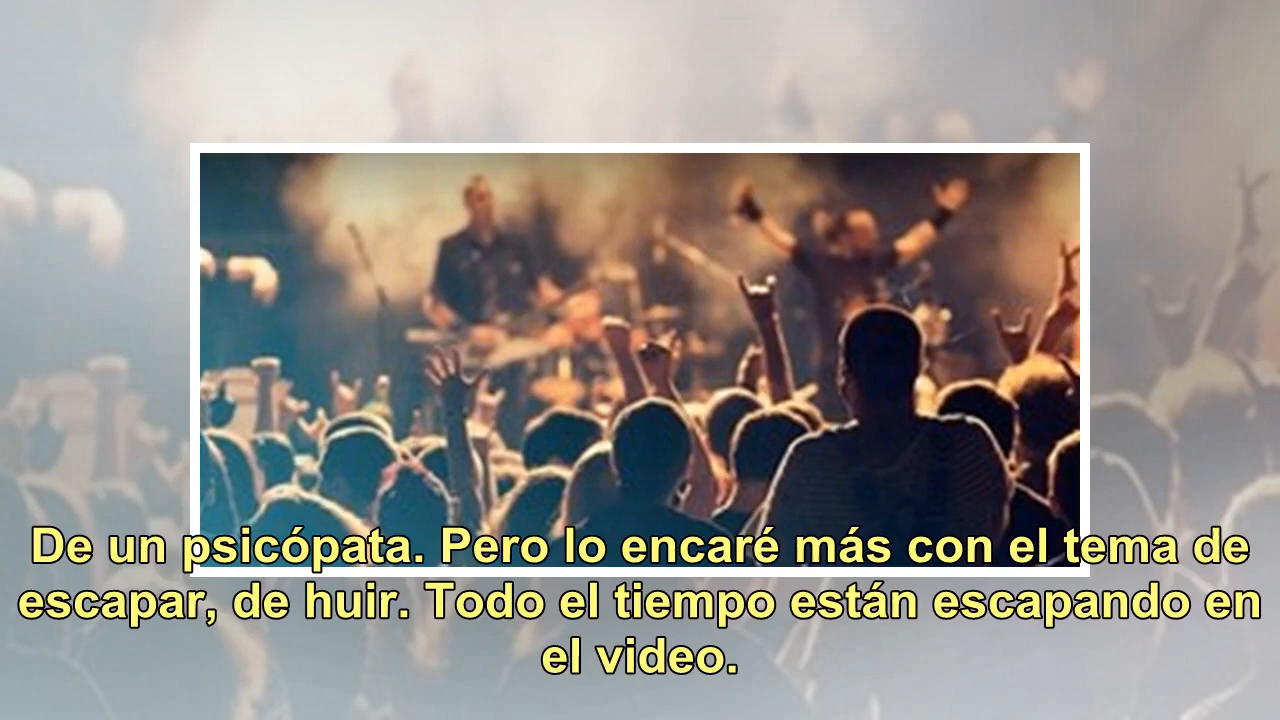 De un psicópata. Pero lo encaré más con el tema de
escapar, de huir. Todo el tiempo están escapando en
el video.